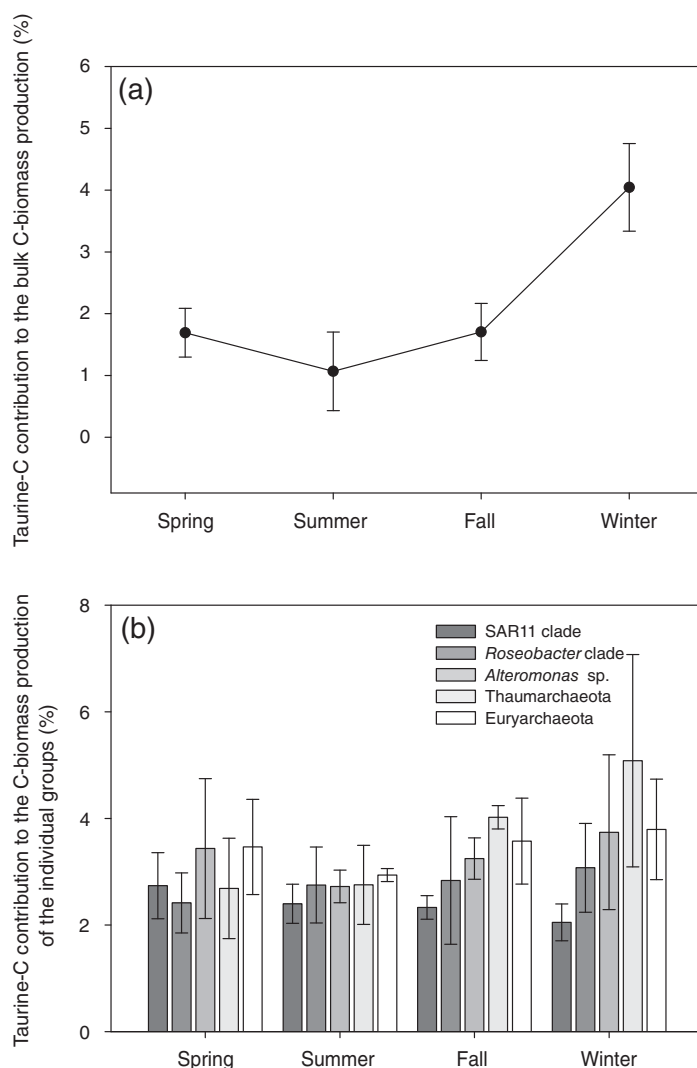 Taurine-C contribution to the bulk C-biomass production (%)
(a)
6
5
4
3
2
1
0
Spring Summer Fall Winter
Taurine-C contribution to the C-biomass production
of the individual groups (%)
(b)
8
6
4
2
0
SAR11 clade
Roseobacter clade
Alteromonas sp.
Thaumarchaeota
Euryarchaeota
Spring Summer Fall Winter